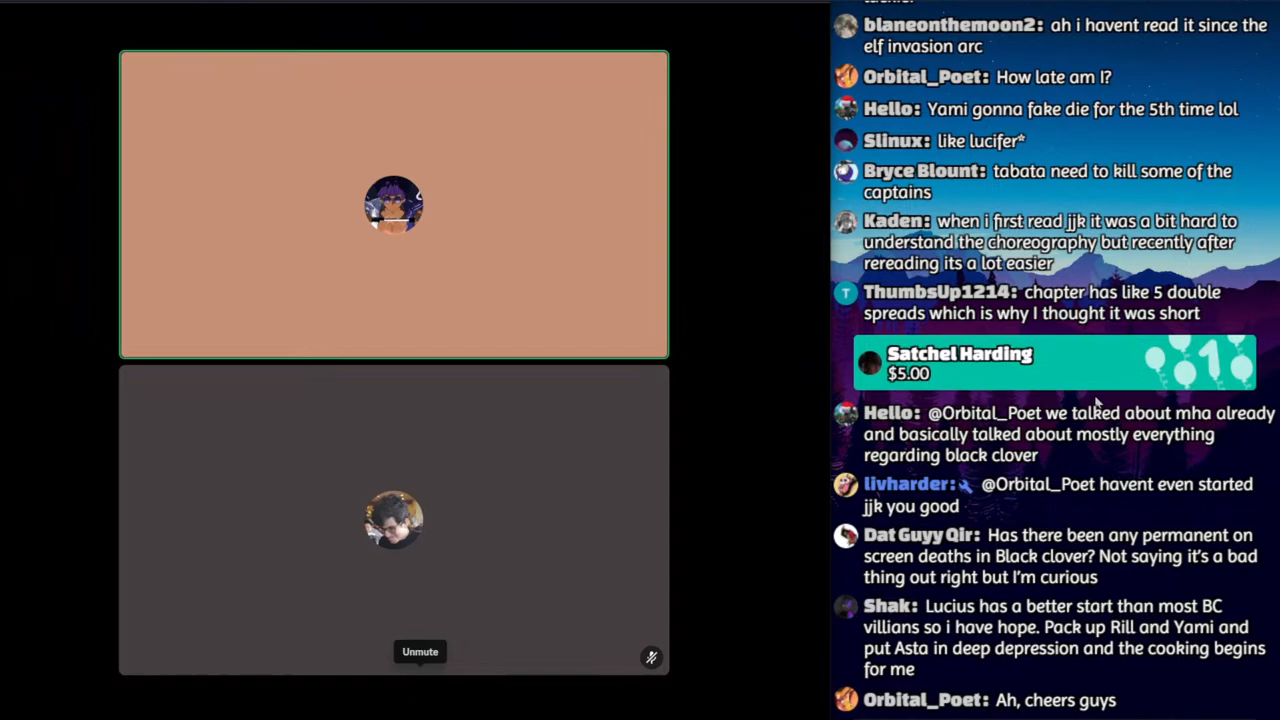 blaneonthemoon2: ah i havent read it since the
elf invasion arc
Orbital_Poet: How late am I?
Hello: Yami gonna fake die for the 5th time lol
Slinux: like lucifer*
Bryce Blount: tabata need to kill some of the
captains
Kaden: when i first read jjk it was a bit hard to
understand the choreography but recently after
rereading its a lot easier
T
ThumbsUp1214: chapter has like 5 double
spreads which is why I thought it was short
Satchel Harding
$5.00
1
Hello: @Orbital_Poet we talked about mha already
and basically talked about mostly everything
regarding black clover
livharder: @Orbital_Poet havent even started
jjk you good
Dat Guyy Qir: Has there been any permanent on
screen deaths in Black clover? Not saying it's a bad
thing out right but I'm curious
Shak: Lucius has a better start than most BC
villians so i have hope. Pack up Rill and Yami and
put Asta in deep depression and the cooking begins
for me
Orbital_Poet: Ah, cheers guys
Unmute